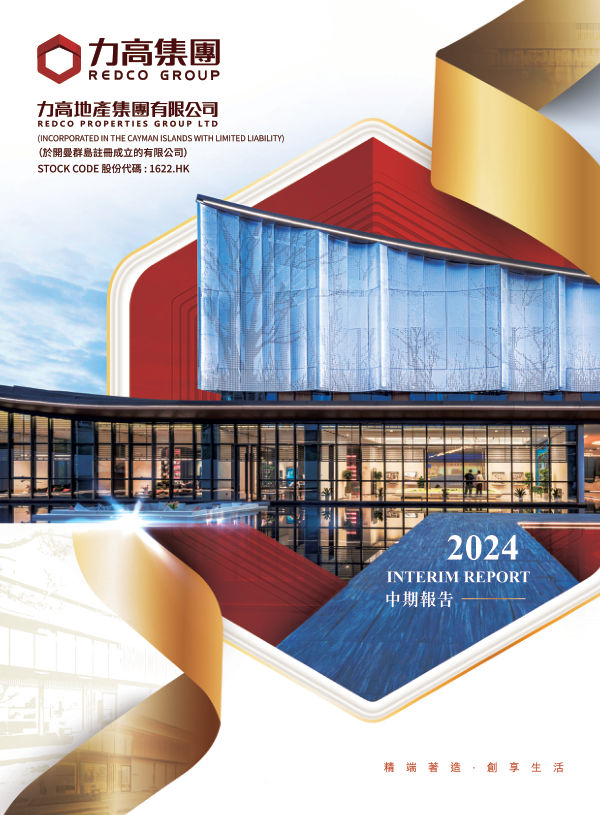 力高集團
REDCO GROUP
力高地產集團有限公司
REDCO PROPERTIES GROUP LTD
(INCORPORATED IN THE CAYMAN ISLANDS WITH LIMITED LIABILITY)
(於開曼群島註冊成立的有限公司)
STOCK CODE 股份代碼 : 1622.HK
2024
INTERIM REPORT
中期報告
精端著造·創享生活